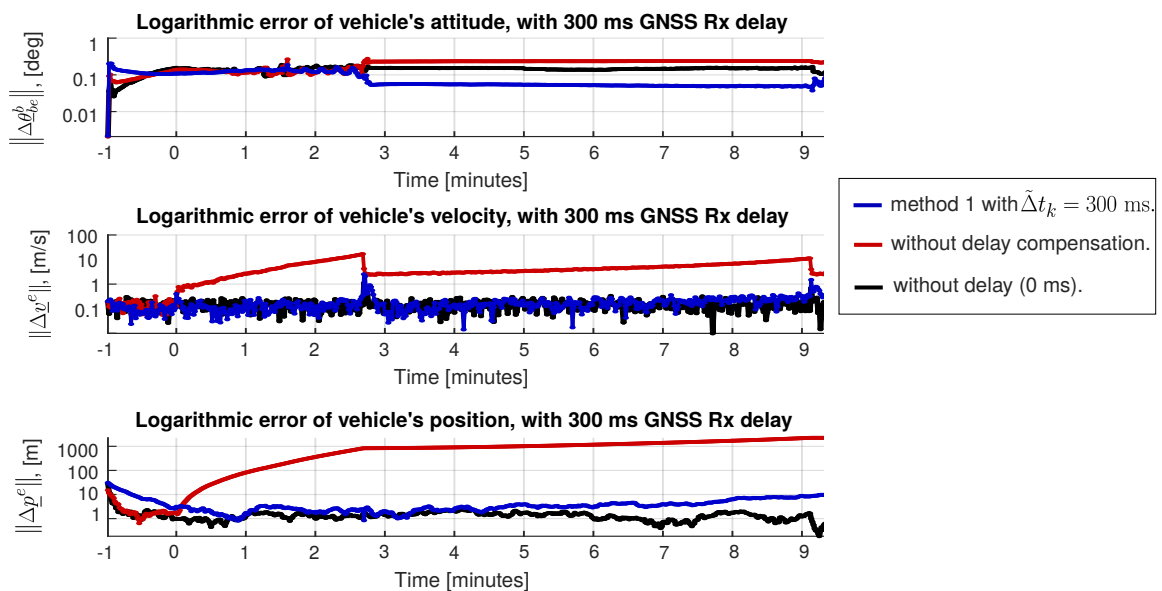 Logarithmic error of vehicle's attitude, with 300 ms GNSS Rx delay
‖Δθ̲ᵇ_be‖, [deg]
1
0.1
0.01
-1 0 1 2 3 4 5 6 7 8 9
Time [minutes]
Logarithmic error of vehicle's velocity, with 300 ms GNSS Rx delay
‖Δv̲ᵉ‖, [m/s]
100
10
1
0.1
-1 0 1 2 3 4 5 6 7 8 9
Time [minutes]
Logarithmic error of vehicle's position, with 300 ms GNSS Rx delay
‖Δp̲ᵉ‖, [m]
1000
100
10
1
-1 0 1 2 3 4 5 6 7 8 9
Time [minutes]
method 1 with Δ̃t_k = 300 ms.
without delay compensation.
without delay (0 ms).